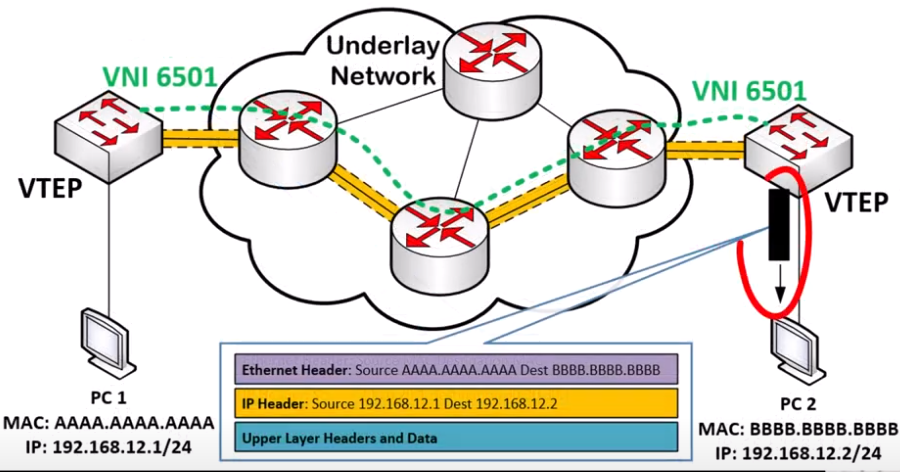 Underlay
Network
VNI 6501
VNI 6501
VTEP
VTEP
Ethernet Header: Source AAAA.AAAA.AAAA Dest BBBB.BBBB.BBBB
IP Header: Source 192.168.12.1 Dest 192.168.12.2
Upper Layer Headers and Data
PC 1
MAC: AAAA.AAAA.AAAA
IP: 192.168.12.1/24
PC 2
MAC: BBBB.BBBB.BBBB
IP: 192.168.12.2/24